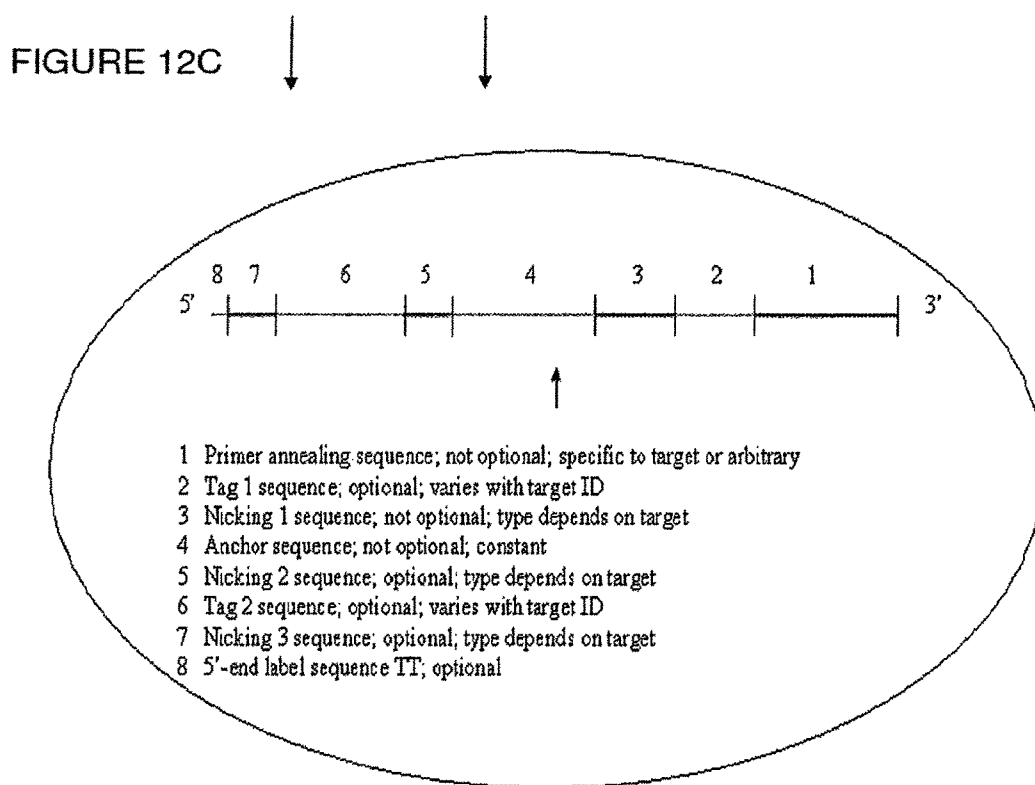 FIGURE 12C
8 7 6 5 4 3 2 1
5' 3'
1 Primer annealing sequence; not optional; specific to target or arbitrary
2 Tag 1 sequence; optional; varies with target ID
3 Nicking 1 sequence; not optional; type depends on target
4 Anchor sequence; not optional; constant
5 Nicking 2 sequence; optional; type depends on target
6 Tag 2 sequence; optional; varies with target ID
7 Nicking 3 sequence; optional; type depends on target
8 5'-end label sequence TT; optional